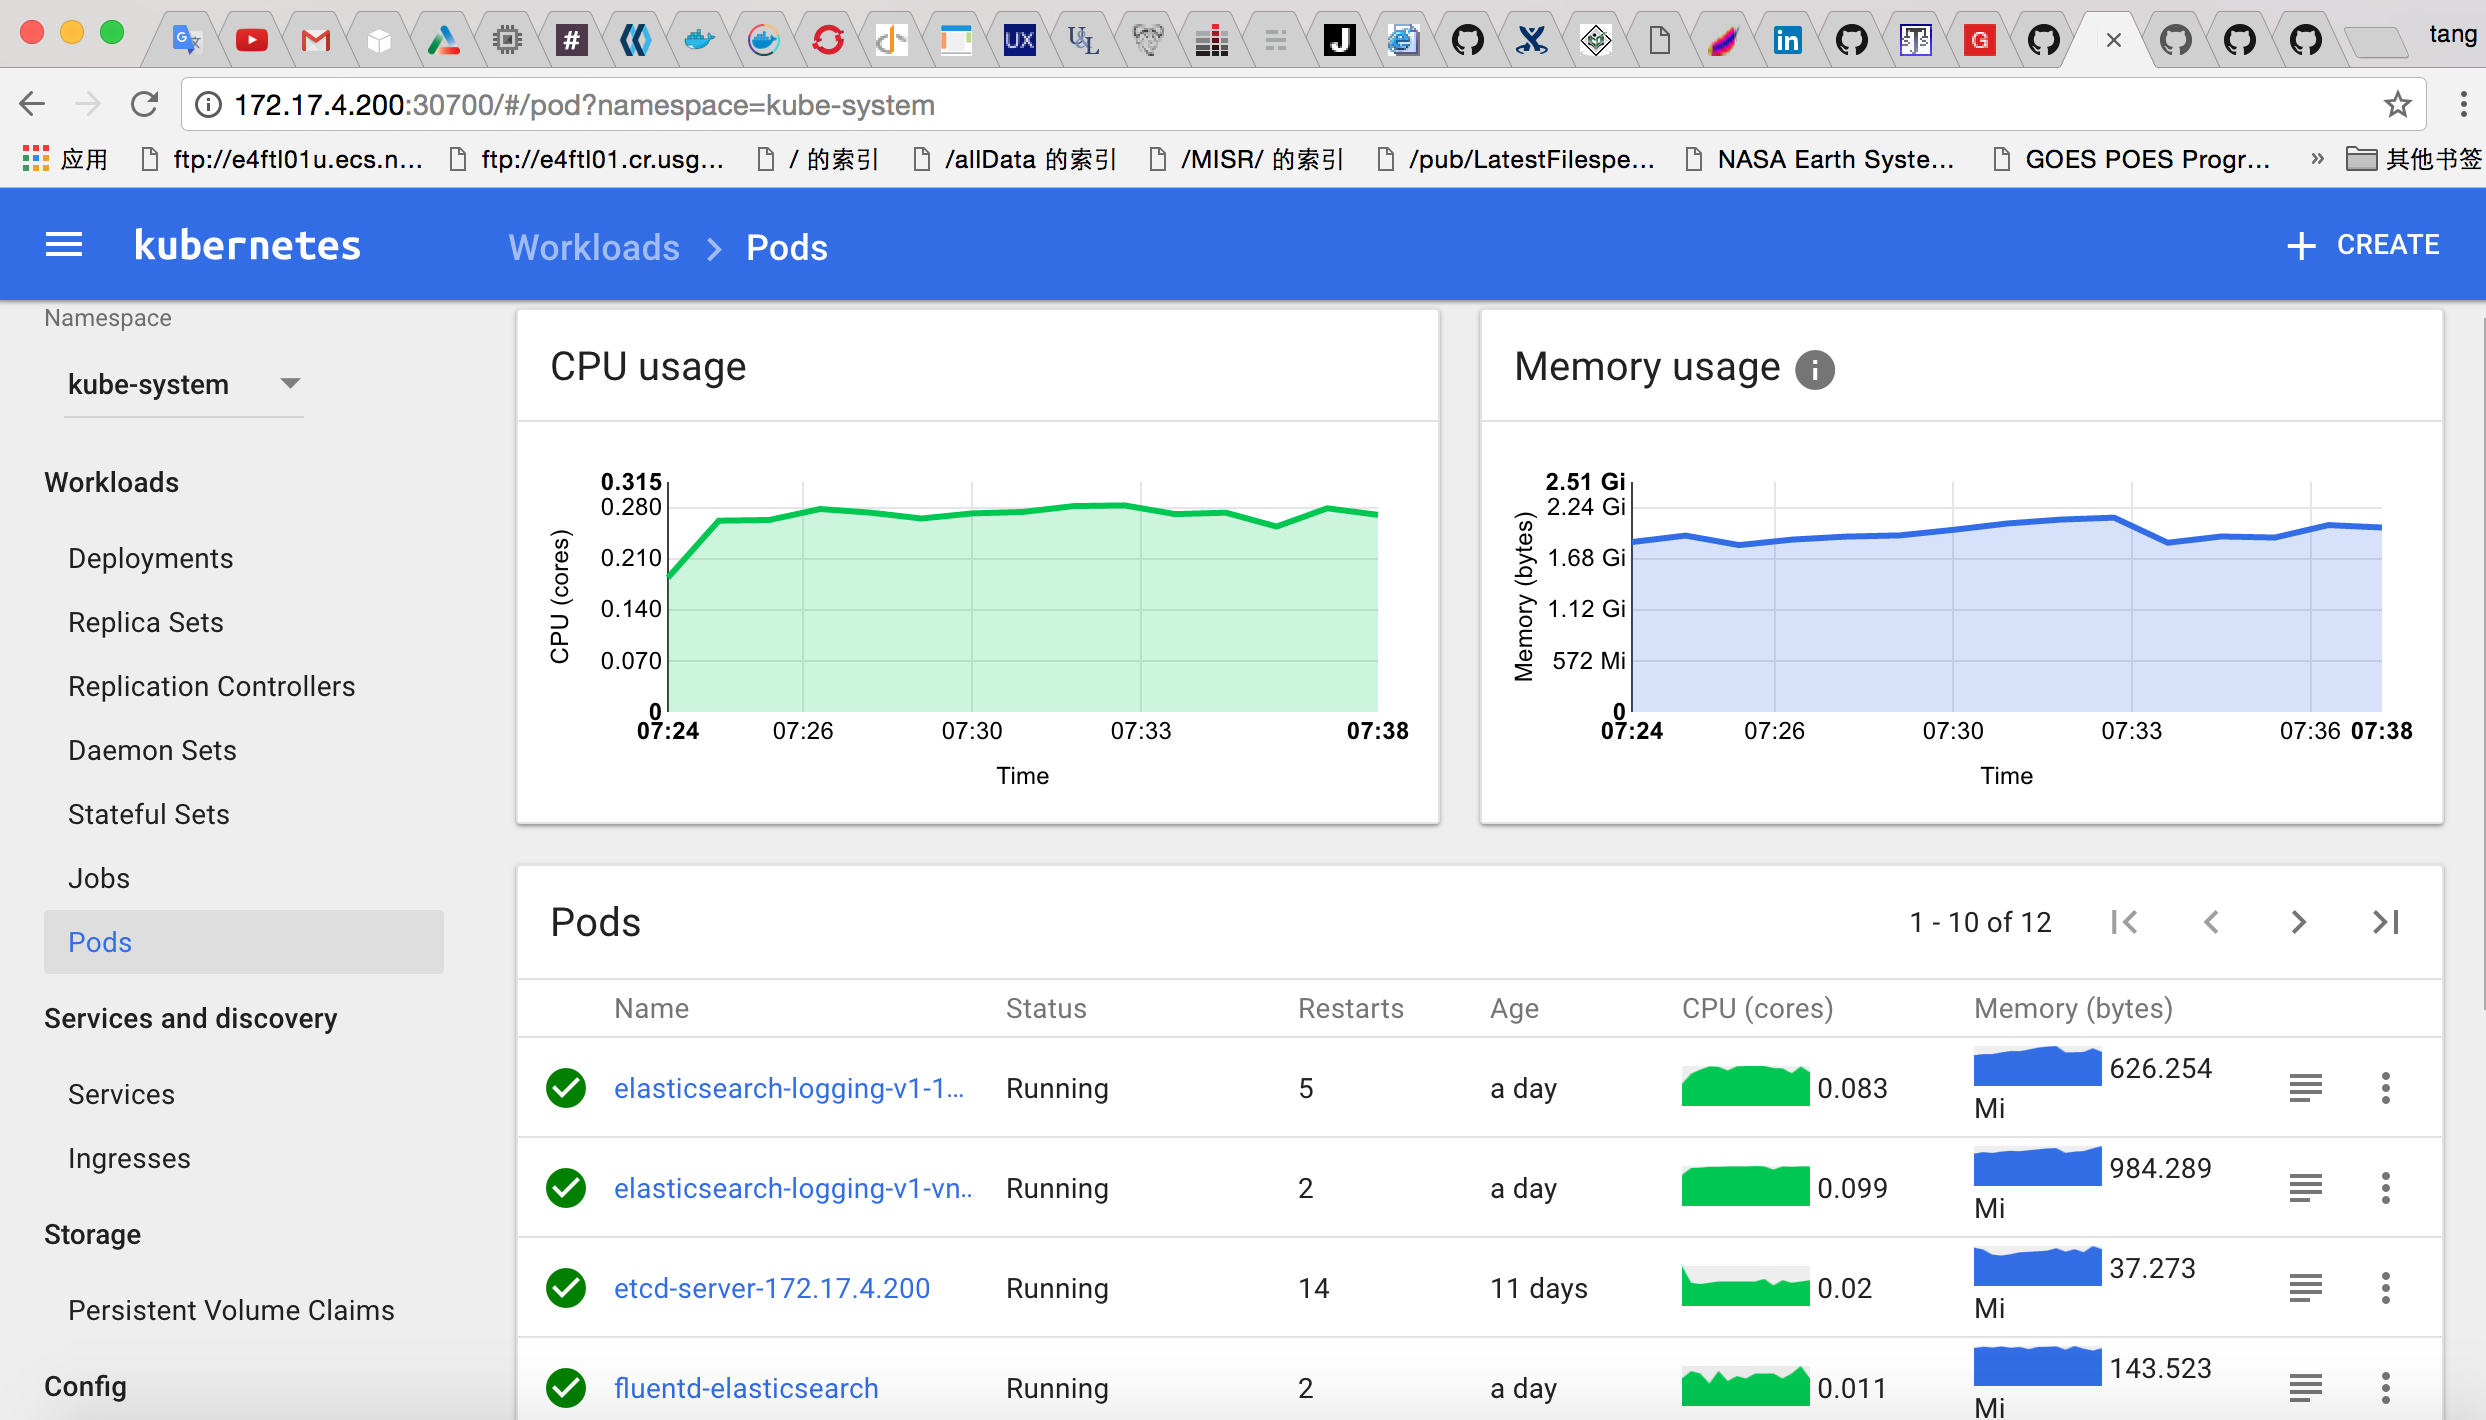 tang
172.17.4.200:30700/#/pod?namespace=kube-system
应用 ftp://e4ftl01u.ecs.n... ftp://e4ftl01.cr.usg... / 的索引 /allData 的索引 /MISR/ 的索引 /pub/LatestFilespe... NASA Earth Syste... GOES POES Progr... » 其他书签
kubernetes Workloads > Pods + CREATE
Namespace
kube-system
Workloads
Deployments
Replica Sets
Replication Controllers
Daemon Sets
Stateful Sets
Jobs
Pods
Services and discovery
Services
Ingresses
Storage
Persistent Volume Claims
Config
CPU usage
CPU (cores)
0.315
0.280
0.210
0.140
0.070
0
07:24 07:26 07:30 07:33 07:38
Time
Memory usage
Memory (bytes)
2.51 Gi
2.24 Gi
1.68 Gi
1.12 Gi
572 Mi
0
07:24 07:26 07:30 07:33 07:36 07:38
Time
Pods 1 - 10 of 12
Name Status Restarts Age CPU (cores) Memory (bytes)
elasticsearch-logging-v1-1... Running 5 a day 0.083 626.254
Mi
elasticsearch-logging-v1-vn.. Running 2 a day 0.099 984.289
Mi
etcd-server-172.17.4.200 Running 14 11 days 0.02 37.273
Mi
fluentd-elasticsearch Running 2 a day 0.011 143.523
Mi